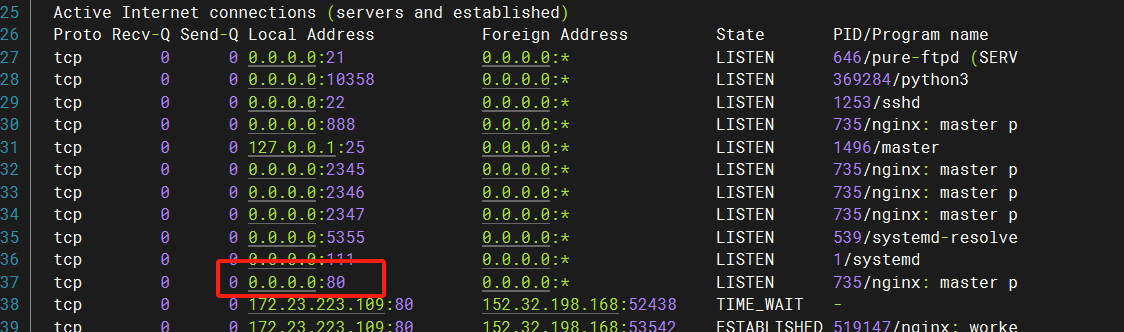 25 Active Internet connections (servers and established)
26 Proto Recv-Q Send-Q Local Address Foreign Address State PID/Program name
27 tcp 0 0 0.0.0.0:21 0.0.0.0:* LISTEN 646/pure-ftpd (SERV
28 tcp 0 0 0.0.0.0:10358 0.0.0.0:* LISTEN 369284/python3
29 tcp 0 0 0.0.0.0:22 0.0.0.0:* LISTEN 1253/sshd
30 tcp 0 0 0.0.0.0:888 0.0.0.0:* LISTEN 735/nginx: master p
31 tcp 0 0 127.0.0.1:25 0.0.0.0:* LISTEN 1496/master
32 tcp 0 0 0.0.0.0:2345 0.0.0.0:* LISTEN 735/nginx: master p
33 tcp 0 0 0.0.0.0:2346 0.0.0.0:* LISTEN 735/nginx: master p
34 tcp 0 0 0.0.0.0:2347 0.0.0.0:* LISTEN 735/nginx: master p
35 tcp 0 0 0.0.0.0:5355 0.0.0.0:* LISTEN 539/systemd-resolve
36 tcp 0 0 0.0.0.0:111 0.0.0.0:* LISTEN 1/systemd
37 tcp 0 0 0.0.0.0:80 0.0.0.0:* LISTEN 735/nginx: master p
38 tcp 0 0 172.23.223.109:80 152.32.198.168:52438 TIME_WAIT -
39 tcp 0 0 172.23.223.109:80 152.32.198.168:53542 ESTABLISHED 519147/nginx: worke